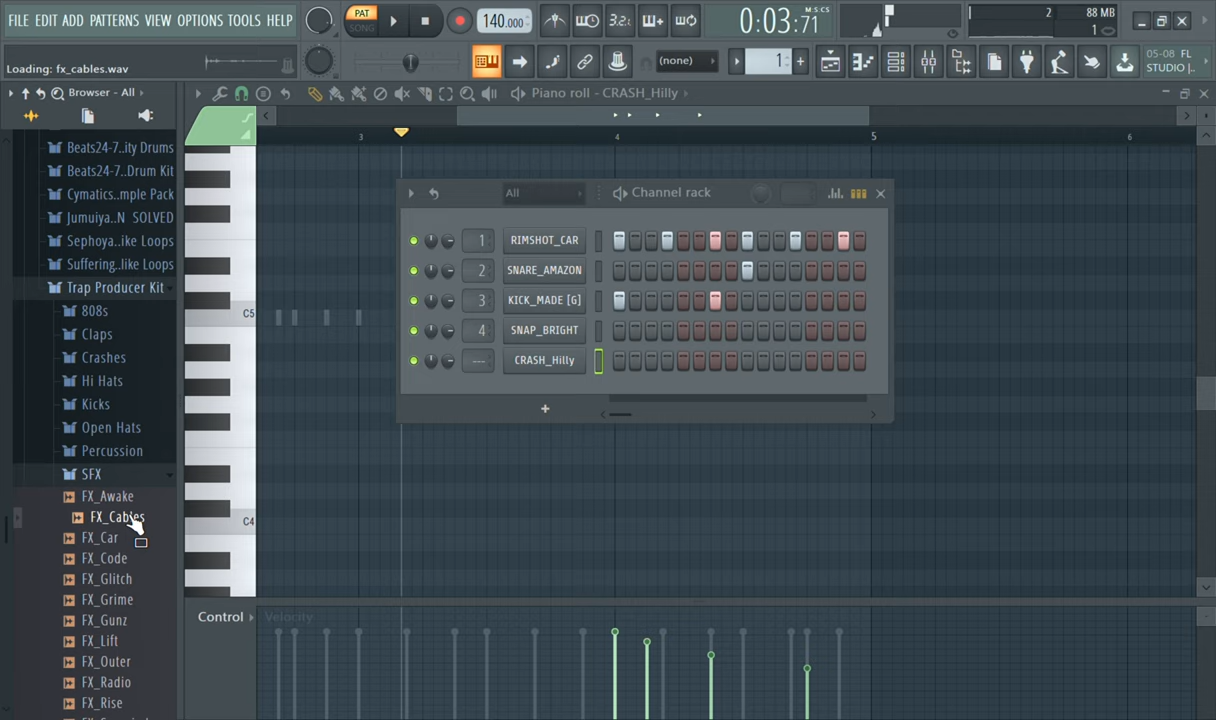 FILE EDIT ADD PATTERNS VIEW OPTIONS TOOLS HELP
PAT
SONG
140.000
3.2
0:03:71
M:S:CS
2
88 MB
1
Loading: fx_cables.wav
(none)
1
05-08 FL
STUDIO |..
Browser - All
Piano roll - CRASH_Hilly
3
4
5
6
Beats24-7..ity Drums
Beats24-7..Drum Kit
Cymatics..mple Pack
Jumuiya..N SOLVED
Sephoya..ike Loops
Suffering..like Loops
Trap Producer Kit
808s
Claps
Crashes
Hi Hats
Kicks
Open Hats
Percussion
SFX
FX_Awake
FX_Cables
FX_Car
FX_Code
FX_Glitch
FX_Grime
FX_Gunz
FX_Lift
FX_Outer
FX_Radio
FX_Rise
All
Channel rack
1 RIMSHOT_CAR
2 SNARE_AMAZON
3 KICK_MADE [G]
4 SNAP_BRIGHT
--- CRASH_Hilly
+
C5
C4
Control
Velocity